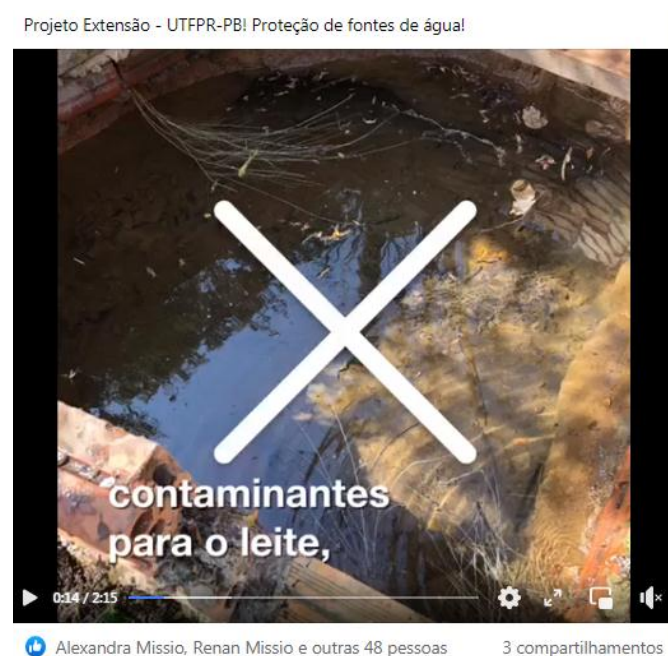 Projeto Extensão - UTFPR-PB! Proteção de fontes de água!
contaminantes
para o leite,
0:14 / 2:15
Alexandra Missio, Renan Missio e outras 48 pessoas
3 compartilhamentos